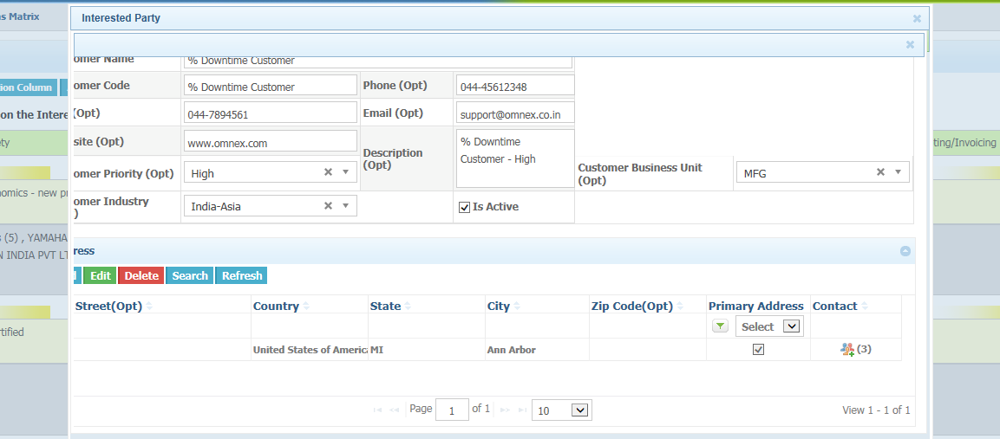 s Matrix
Interested Party
ion Column
on the Intere
ety
nomics - new pr
(5) , YAMAHA
N INDIA PVT LT
tified
ting/Invoicing
omer Name
% Downtime Customer
omer Code
% Downtime Customer
Phone (Opt)
044-45612348
(Opt)
044-7894561
Email (Opt)
support@omnex.co.in
site (Opt)
www.omnex.com
Description
(Opt)
% Downtime
Customer - High
omer Priority (Opt)
High
Customer Business Unit
(Opt)
MFG
omer Industry
)
India-Asia
Is Active
ress
Edit Delete Search Refresh
Street(Opt) Country State City Zip Code(Opt) Primary Address Contact
Select
United States of America MI Ann Arbor (3)
Page 1 of 1 10 View 1 - 1 of 1